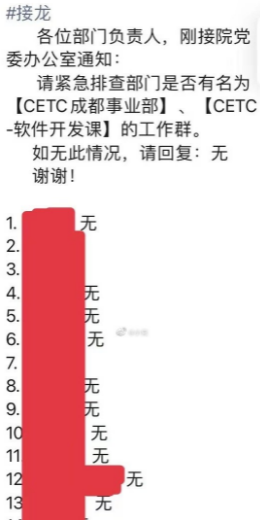 #接龙
各位部门负责人，刚接院党
委办公室通知：
请紧急排查部门是否有名为
【CETC成都事业部】、【CETC
-软件开发课】的工作群。
如无此情况，请回复：无
谢谢！
1. 无
2.
3.
4. 无
5. 无
6. 无
7.
8. 无
9. 无
10 无
11 无
12 无
13 无